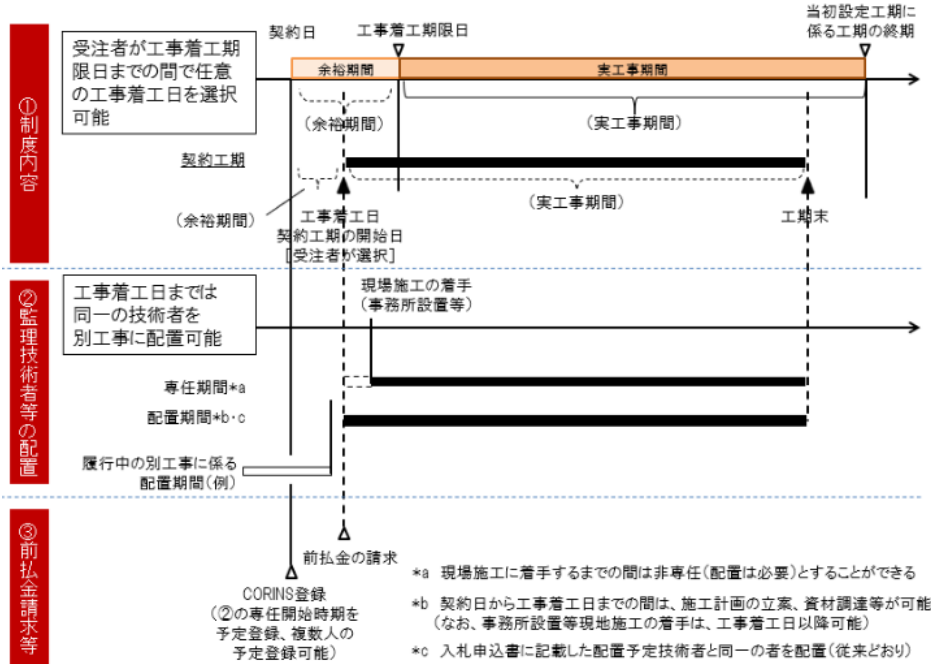 ①制度内容
受注者が工事着工期
限日までの間で任意
の工事着工日を選択
可能
契約日
工事着工期限日
当初設定工期に
係る工期の終期
余裕期間
実工事期間
(余裕期間)
(実工事期間)
契約工期
(余裕期間)
(実工事期間)
工事着工日
契約工期の開始日
[受注者が選択]
工期末
②監理技術者等の配置
工事着工日までは
同一の技術者を
別工事に配置可能
現場施工の着手
(事務所設置等)
専任期間*a
配置期間*b・c
履行中の別工事に係る
配置期間(例)
③前払金請求等
前払金の請求
CORINS登録
(②の専任開始時期を
予定登録、複数人の
予定登録可能)
*a 現場施工に着手するまでの間は非専任(配置は必要)とすることができる
*b 契約日から工事着工日までの間は、施工計画の立案、資材調達等が可能
(なお、事務所設置等現地施工の着手は、工事着工日以降可能)
*c 入札申込書に記載した配置予定技術者と同一の者を配置(従来どおり)